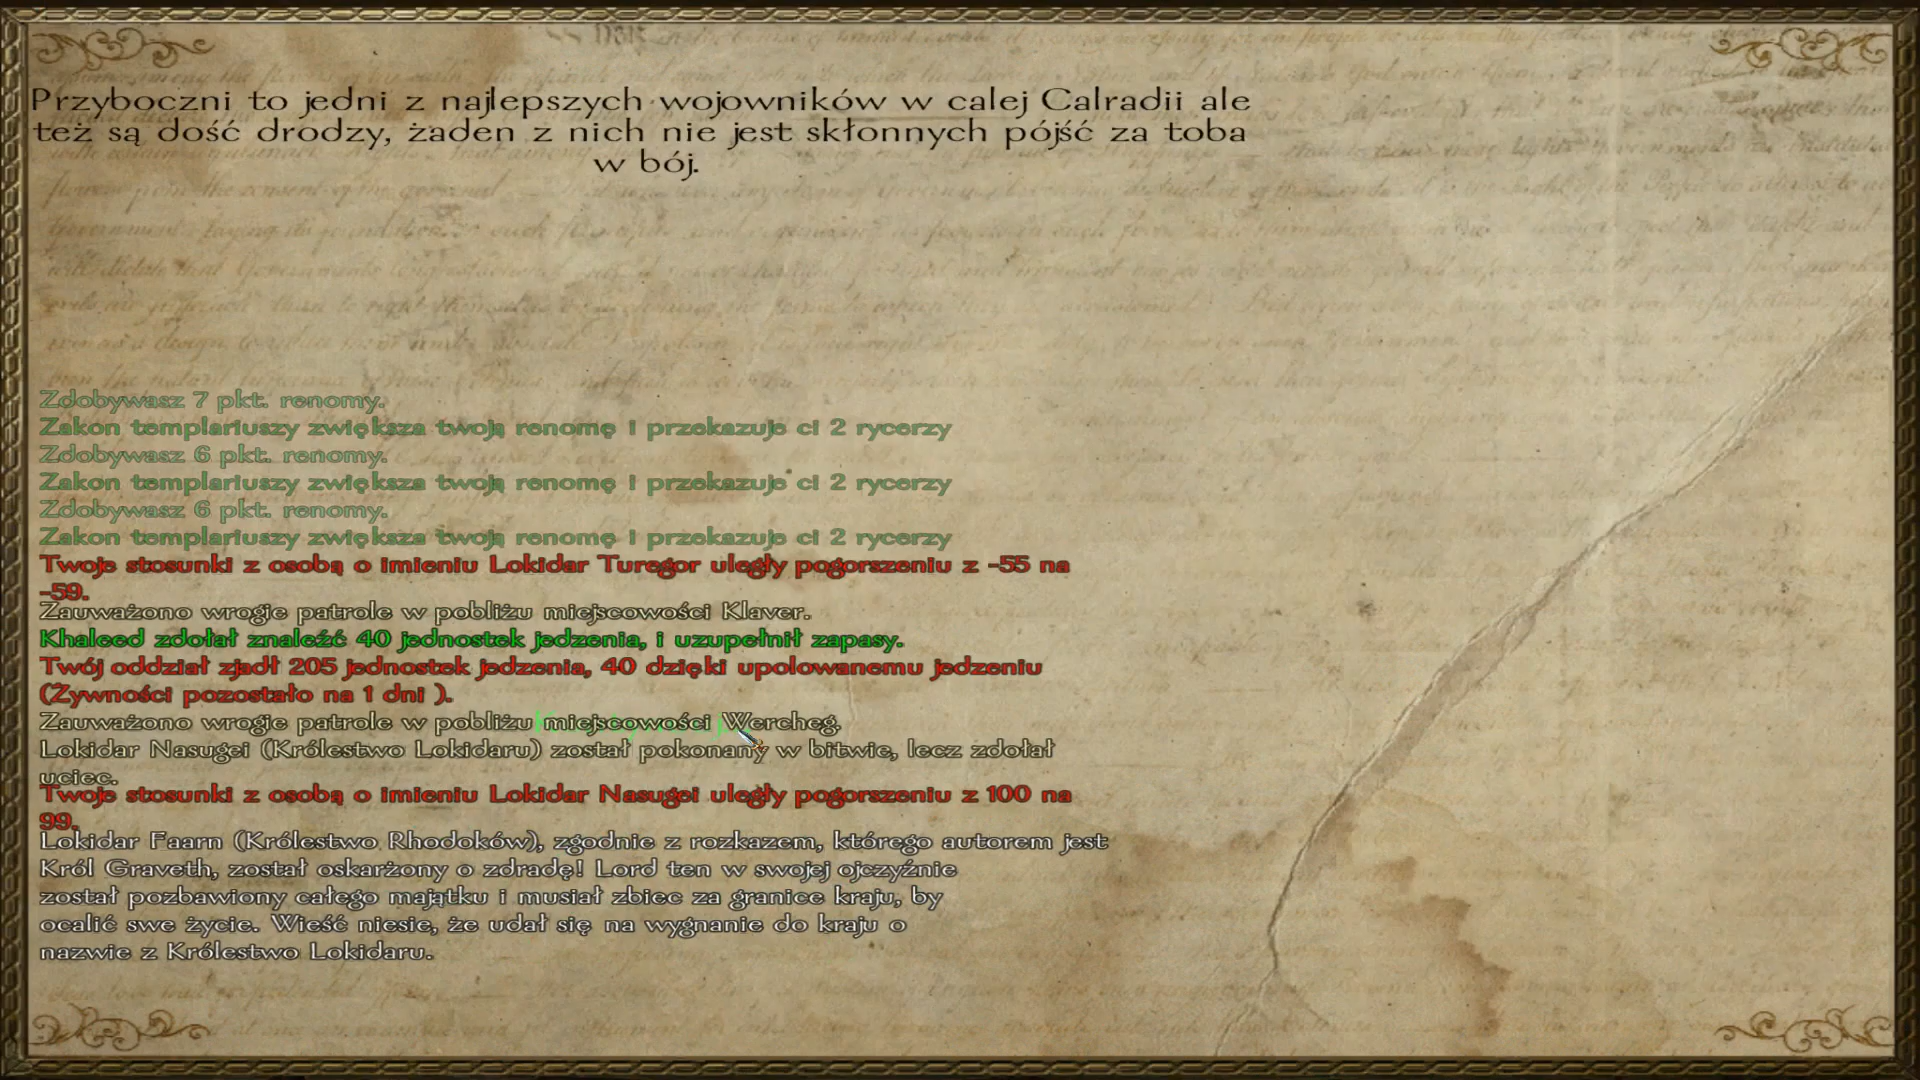 Przyboczni to jedni z najlepszych wojowników w calej Calradii ale
też są dość drodzy, żaden z nich nie jest skłonnych pójść za toba
w bój.
Zdobywasz 7 pkt. renomy.
Zakon templariuszy zwiększa twoją renomę i przekazuje ci 2 rycerzy
Zdobywasz 6 pkt. renomy.
Zakon templariuszy zwiększa twoją renomę i przekazuje ci 2 rycerzy
Zdobywasz 6 pkt. renomy.
Zakon templariuszy zwiększa twoją renomę i przekazuje ci 2 rycerzy
Twoje stosunki z osobą o imieniu Lokidar Turegor uległy pogorszeniu z -55 na
-59.
Zauważono wrogie patrole w pobliżu miejscowości Klaver.
Khaleed zdołał znaleźć 40 jednostek jedzenia, i uzupełnił zapasy.
Twój oddział zjadł 205 jednostek jedzenia, 40 dzięki upolowanemu jedzeniu
(Żywności pozostało na 1 dni ).
Zauważono wrogie patrole w pobliżu miejscowości Wercheg.
Lokidar Nasugei (Królestwo Lokidaru) został pokonany w bitwie, lecz zdołał
uciec.
Twoje stosunki z osobą o imieniu Lokidar Nasugei uległy pogorszeniu z 100 na
99.
Lokidar Faarn (Królestwo Rhodoków), zgodnie z rozkazem, którego autorem jest
Król Graveth, został oskarżony o zdradę! Lord ten w swojej ojczyźnie
został pozbawiony całego majątku i musiał zbiec za granice kraju, by
ocalić swe życie. Wieść niesie, że udał się na wygnanie do kraju o
nazwie z Królestwo Lokidaru.